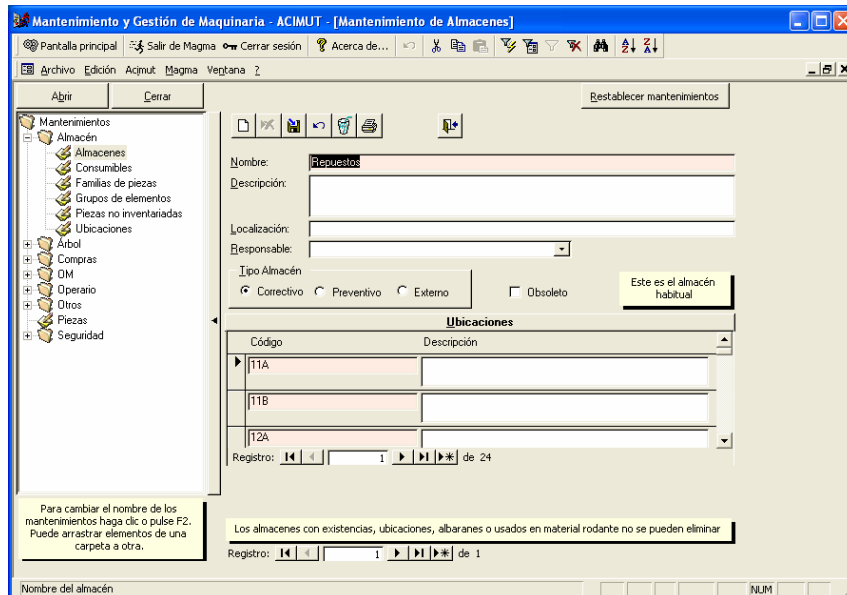 Mantenimiento y Gestión de Maquinaria - ACIMUT - [Mantenimiento de Almacenes]
Pantalla principal Salir de Magma Cerrar sesión Acerca de...
Archivo Edición Acimut Magma Ventana ?
Abrir Cerrar Restablecer mantenimientos
Mantenimientos
Almacén
Almacenes
Consumibles
Familias de piezas
Grupos de elementos
Piezas no inventariadas
Ubicaciones
Árbol
Compras
OM
Operario
Otros
Piezas
Seguridad
Para cambiar el nombre de los
mantenimientos haga clic o pulse F2.
Puede arrastrar elementos de una
carpeta a otra.
Nombre: Repuestos
Descripción:
Localización:
Responsable:
Tipo Almacén
Correctivo Preventivo Externo Obsoleto
Este es el almacén
habitual
Ubicaciones
Código Descripción
11A
11B
12A
Registro: 1 de 24
Los almacenes con existencias, ubicaciones, albaranes o usados en material rodante no se pueden eliminar
Registro: 1 de 1
Nombre del almacén NUM